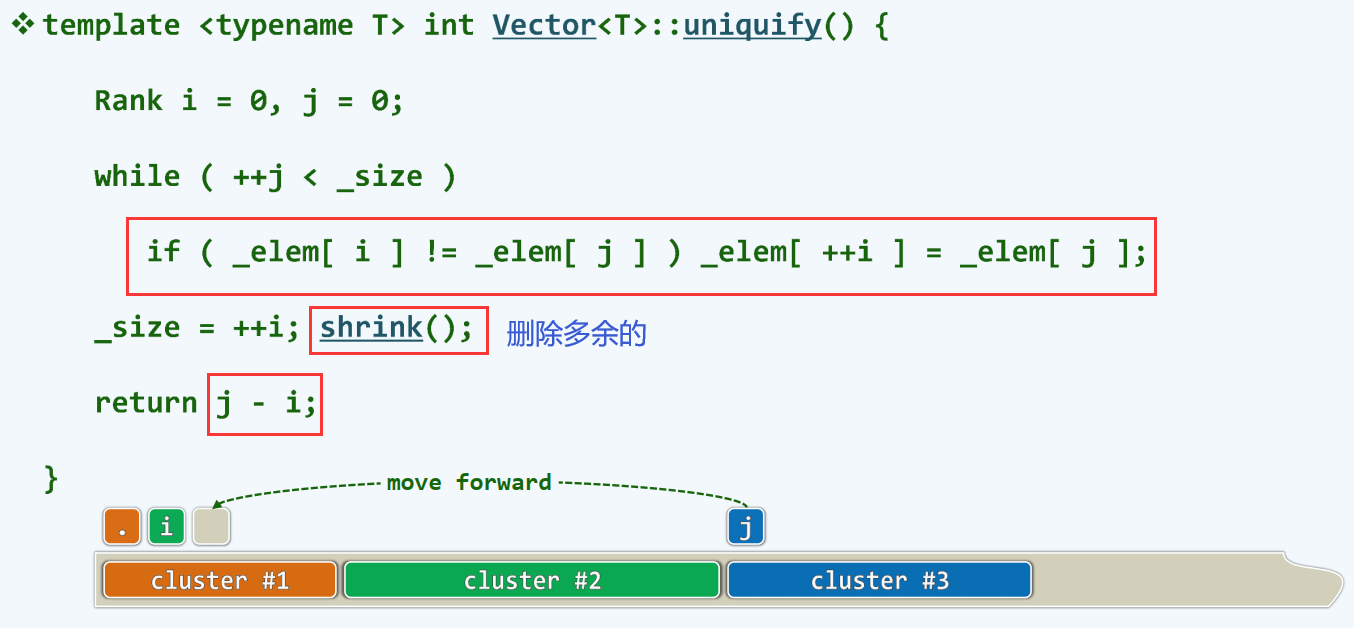 ❖ template <typename T> int Vector<T>::uniquify() {
Rank i = 0, j = 0;
while ( ++j < _size )
if ( _elem[ i ] != _elem[ j ] ) _elem[ ++i ] = _elem[ j ];
_size = ++i; shrink(); 删除多余的
return j - i;
}
move forward
. i j
cluster #1 cluster #2 cluster #3